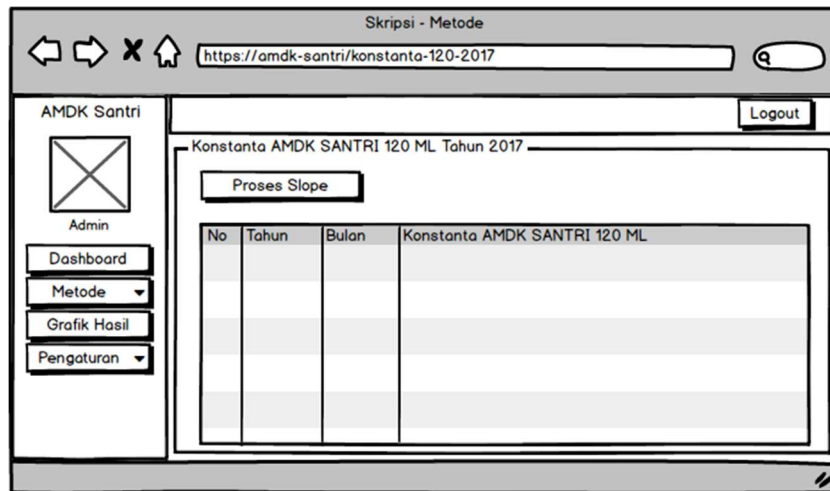 Skripsi - Metode
https://amdk-santri/konstanta-120-2017
AMDK Santri
Admin
Dashboard
Metode
Grafik Hasil
Pengaturan
Logout
Konstanta AMDK SANTRI 120 ML Tahun 2017
Proses Slope
No Tahun Bulan Konstanta AMDK SANTRI 120 ML